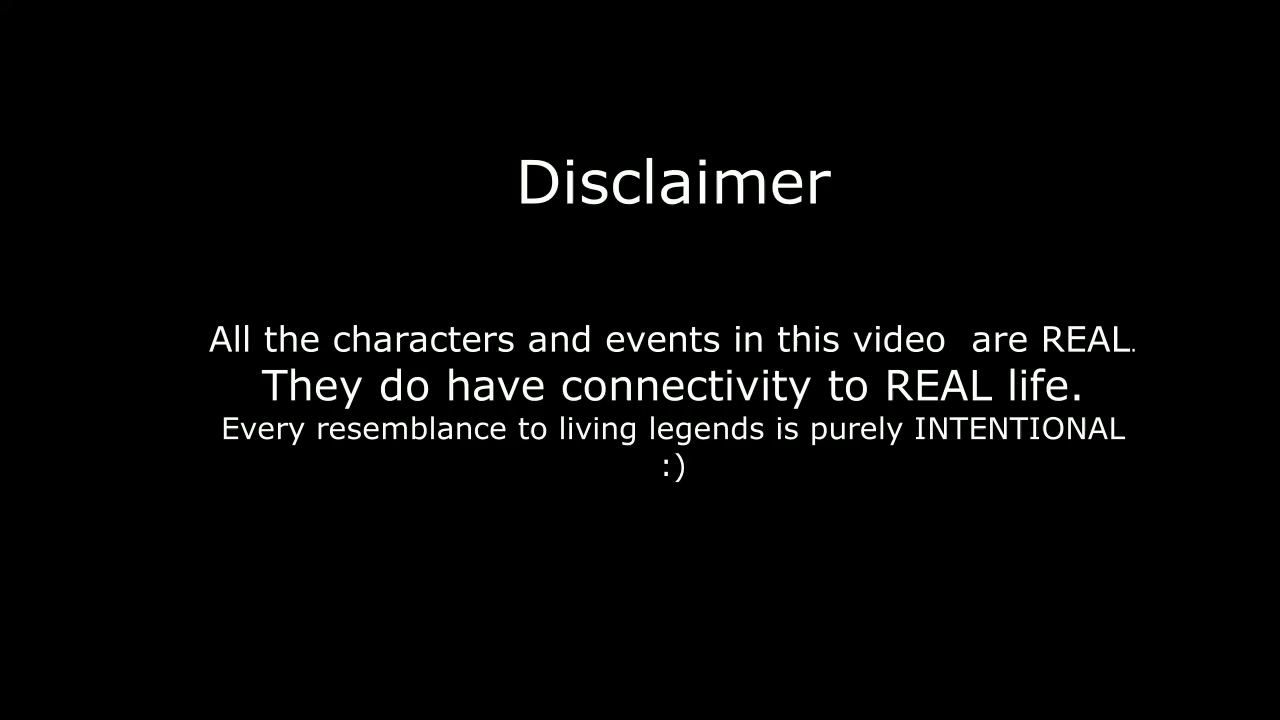 Disclaimer
All the characters and events in this video  are REAL.
They do have connectivity to REAL life.
Every resemblance to living legends is purely INTENTIONAL
:)